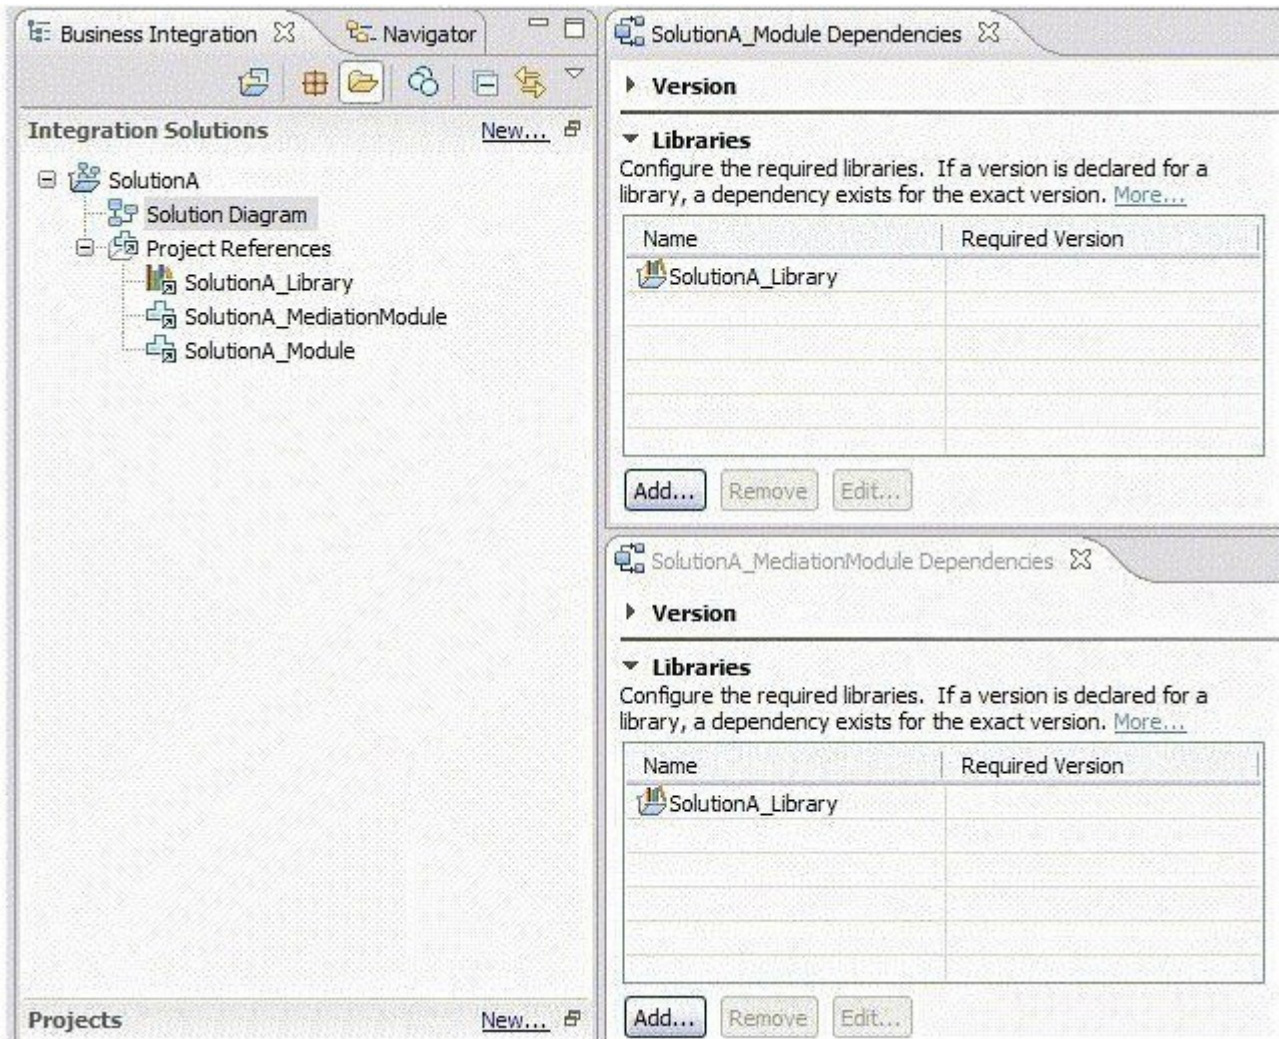 Business Integration
Navigator
Integration Solutions
New...
SolutionA
Solution Diagram
Project References
SolutionA_Library
SolutionA_MediationModule
SolutionA_Module
Projects
New...
SolutionA_Module Dependencies
Version
Libraries
Configure the required libraries. If a version is declared for a
library, a dependency exists for the exact version. More...
Name Required Version
SolutionA_Library
Add... Remove Edit...
SolutionA_MediationModule Dependencies
Version
Libraries
Configure the required libraries. If a version is declared for a
library, a dependency exists for the exact version. More...
Name Required Version
SolutionA_Library
Add... Remove Edit...